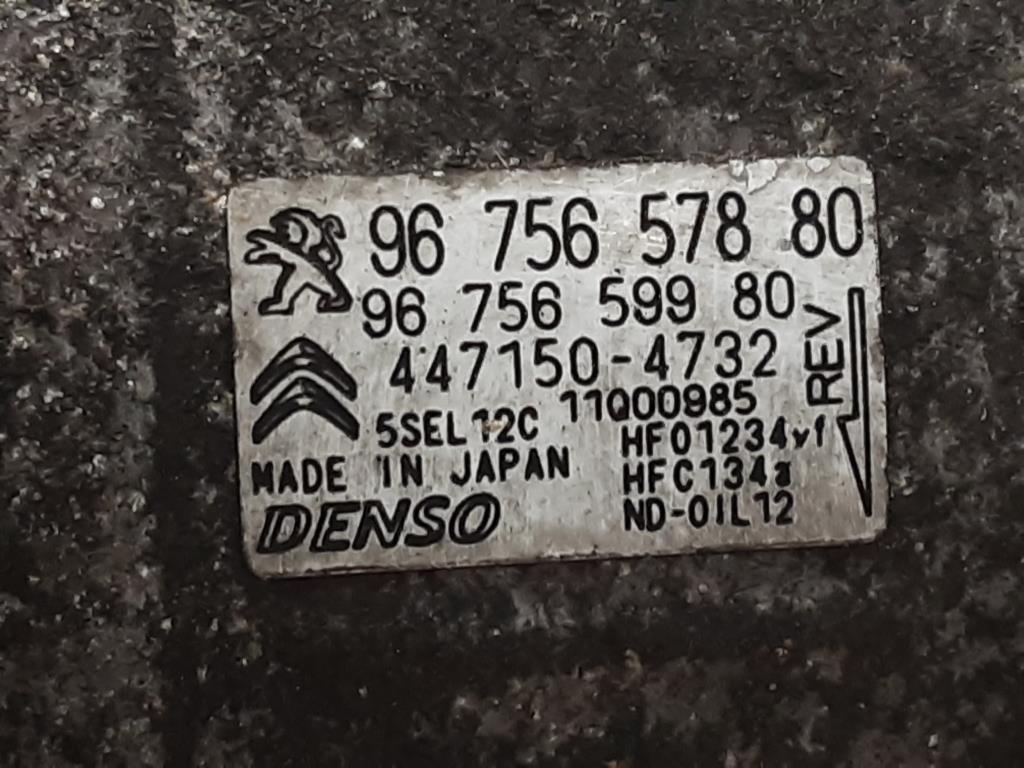 96 756 578 80
96 756 599 80
447150-4732
REV
5SEL12C 11000985
HFO1234yf
MADE IN JAPAN
HFC134a
DENSO
ND-OIL12